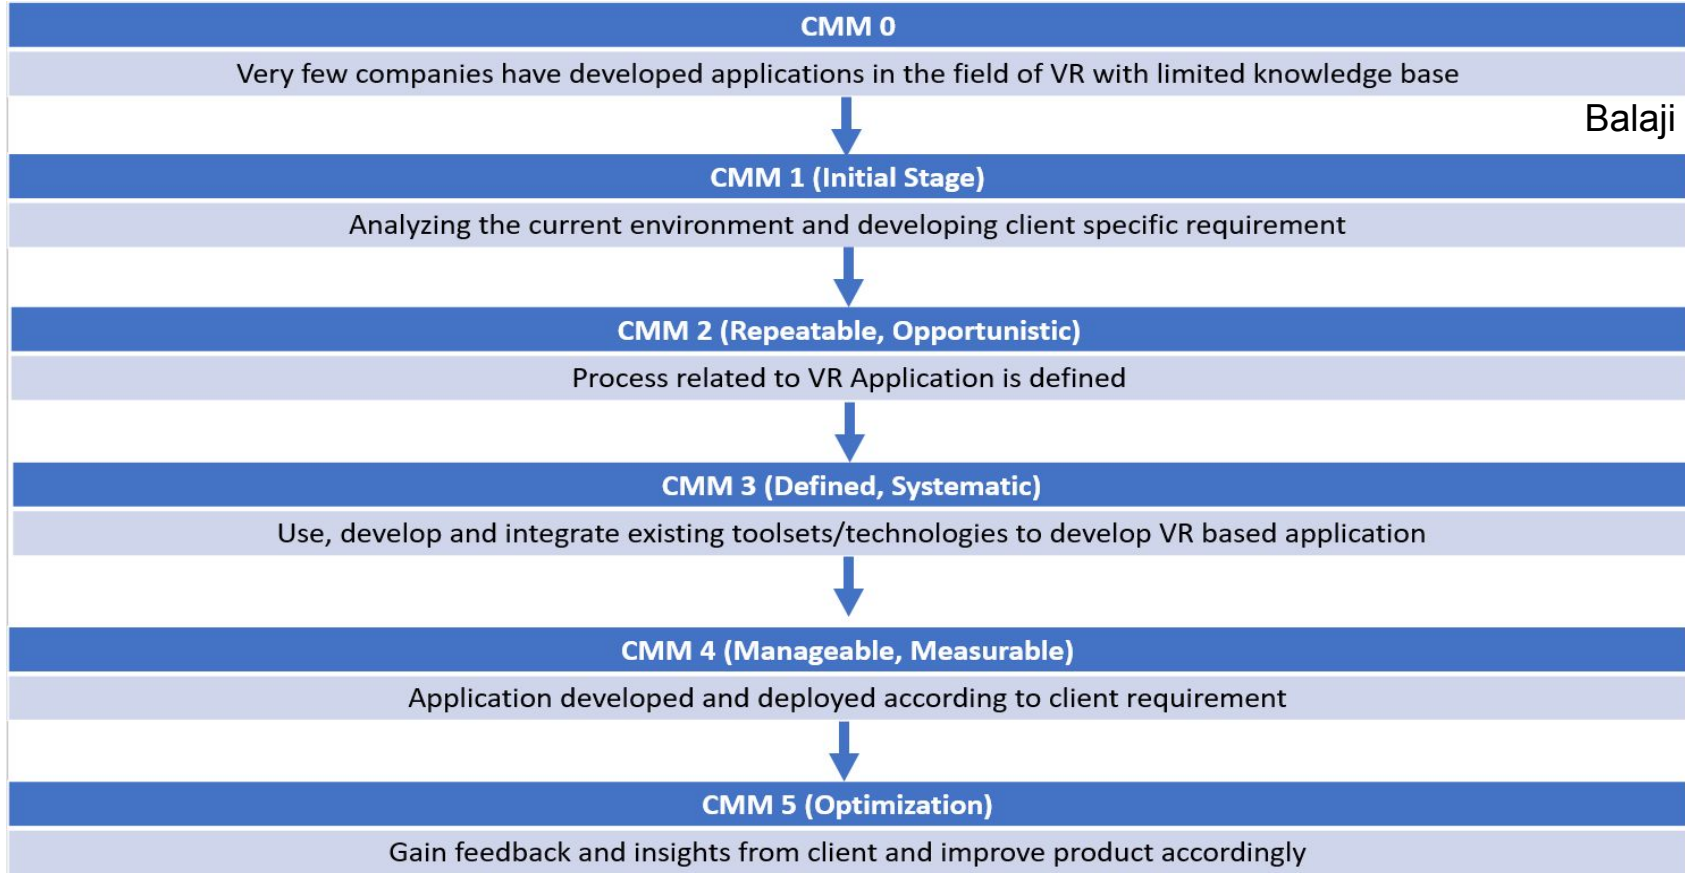 CMM 0
Very few companies have developed applications in the field of VR with limited knowledge base
Balaji
CMM 1 (Initial Stage)
Analyzing the current environment and developing client specific requirement
CMM 2 (Repeatable, Opportunistic)
Process related to VR Application is defined
CMM 3 (Defined, Systematic)
Use, develop and integrate existing toolsets/technologies to develop VR based application
CMM 4 (Manageable, Measurable)
Application developed and deployed according to client requirement
CMM 5 (Optimization)
Gain feedback and insights from client and improve product accordingly